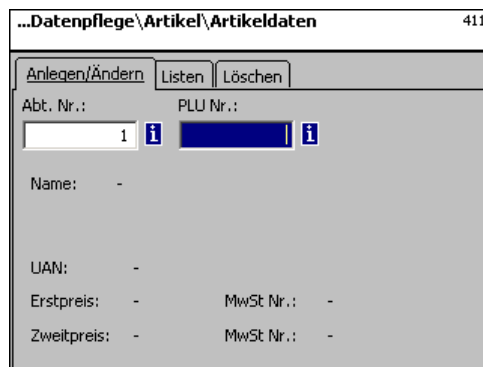 ...Datenpflege\Artikel\Artikeldaten 411
Anlegen/Ändern Listen Löschen
Abt. Nr.: PLU Nr.:
1 i i
Name: -
UAN: -
Erstpreis: - MwSt Nr.: -
Zweitpreis: - MwSt Nr.: -